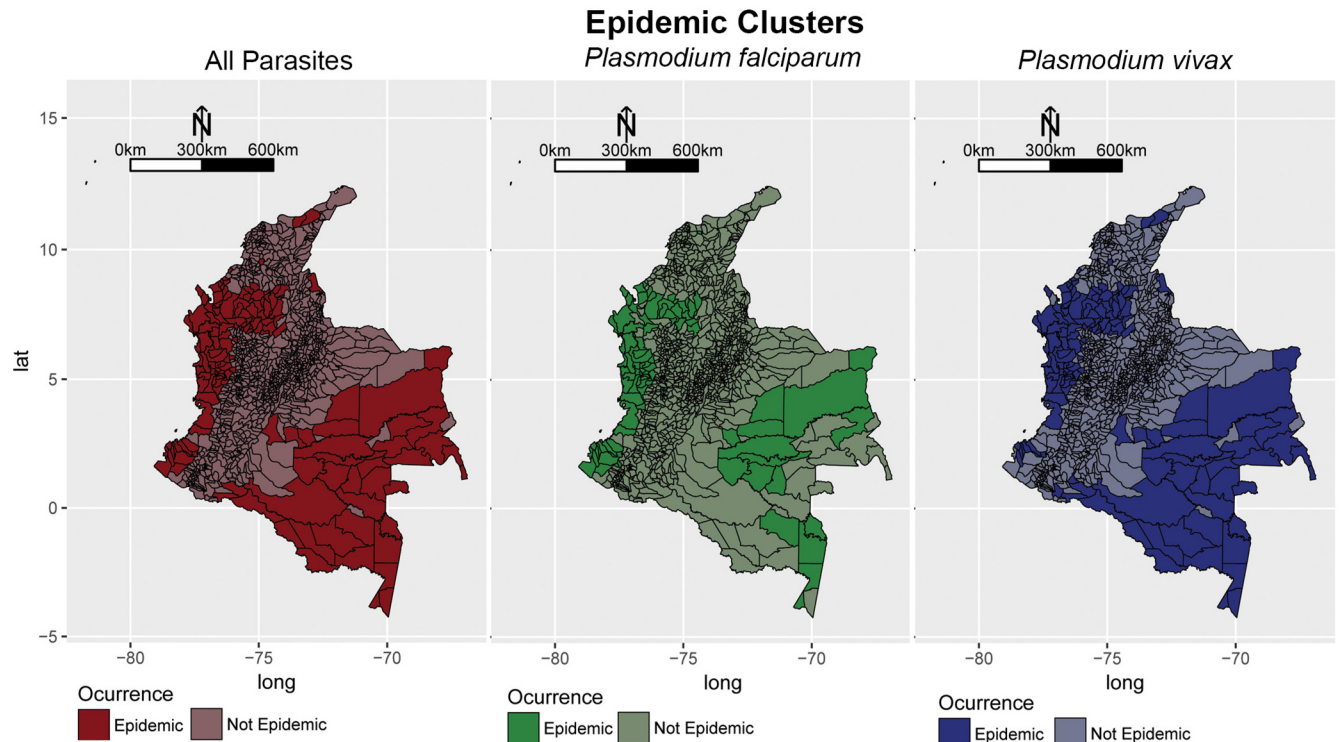 Epidemic Clusters
All Parasites
Plasmodium falciparum
Plasmodium vivax
N
0km 300km 600km
N
0km 300km 600km
N
0km 300km 600km
15
10
5
0
−5
lat
−80 −75 −70
−80 −75 −70
−80 −75 −70
long
long
long
Ocurrence
Epidemic Not Epidemic
Ocurrence
Epidemic Not Epidemic
Ocurrence
Epidemic Not Epidemic